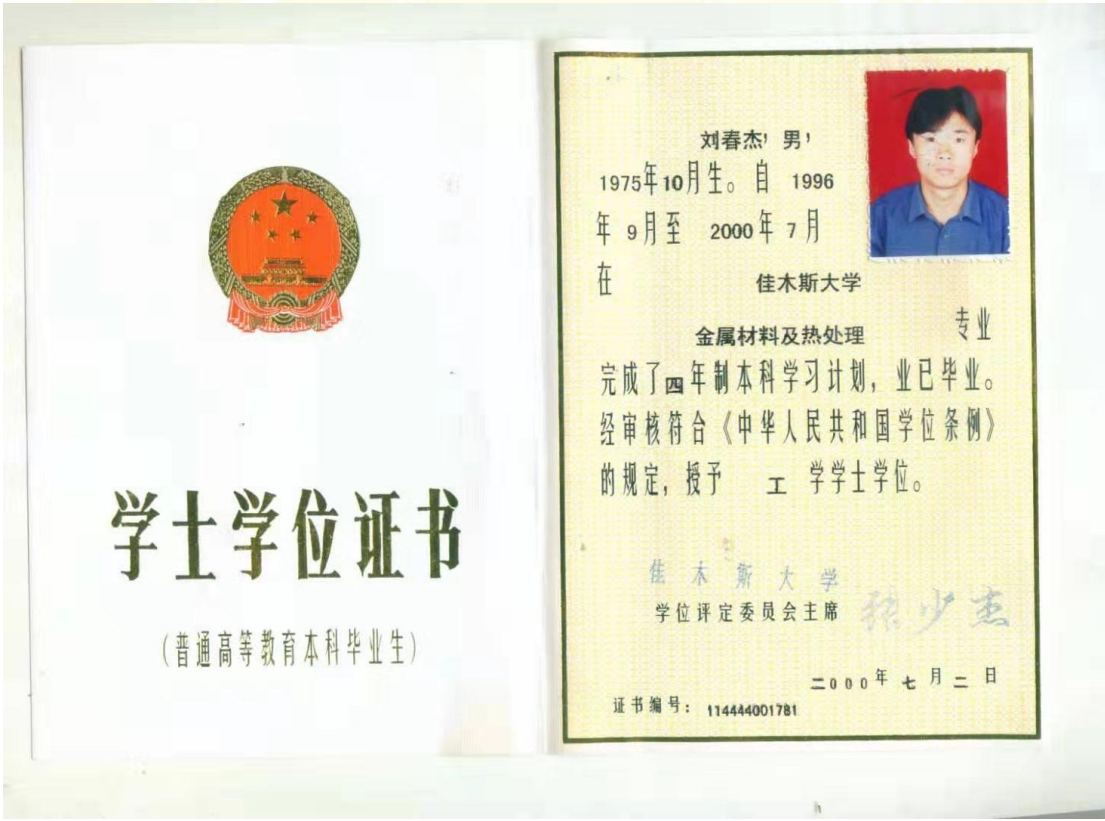 学士学位证书
(普通高等教育本科毕业生)
刘春杰，男，
1975年10月生。自 1996
年 9月至 2000年 7月
在 佳木斯大学
金属材料及热处理 专业
完成了四年制本科学习计划，业已毕业。
经审核符合《中华人民共和国学位条例》
的规定，授予 工 学学士学位。
佳木斯大学
学位评定委员会主席 张少杰
二000年七月二日
证书编号：114444001781